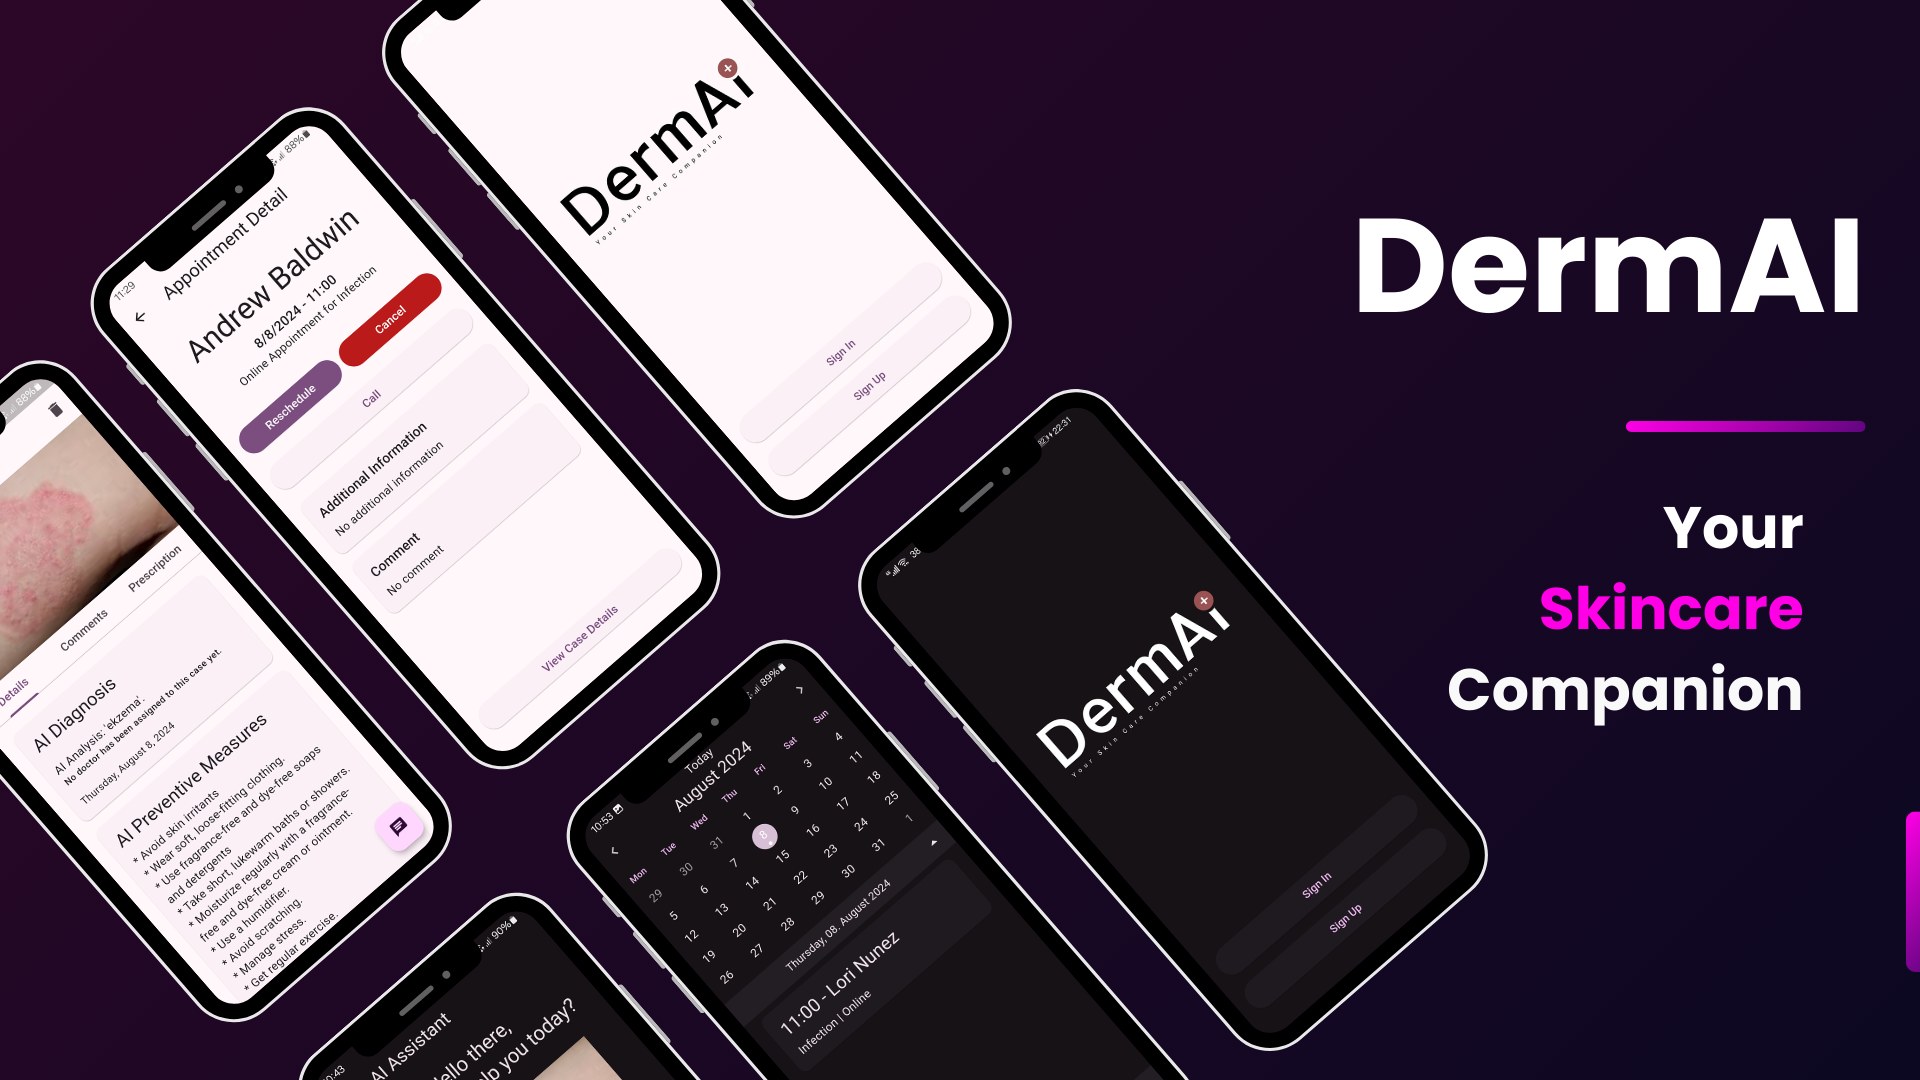 DermAI
Your
Skincare
Companion
DermAi
Your Skin Care Companion
Sign In
Sign Up
11:29
88%
Appointment Detail
Andrew Baldwin
8/8/2024 - 11:00
Online Appointment for Infection
Reschedule
Cancel
Call
Additional Information
No additional information
Comment
No comment
View Case Details
88%
Details
Comments
Prescription
AI Diagnosis
AI Analysis: 'ekzema'.
No doctor has been assigned to this case yet.
Thursday, August 8, 2024
AI Preventive Measures
* Avoid skin irritants
* Wear soft, loose-fitting clothing.
* Use fragrance-free and dye-free soaps
and detergents
* Take short, lukewarm baths or showers.
* Moisturize regularly with a fragrance-
free and dye-free cream or ointment.
* Use a humidifier.
* Avoid scratching.
* Manage stress.
* Get regular exercise.
22:31
38
DermAi
Your Skin Care Companion
Sign In
Sign Up
10:53
89%
Today
August 2024
Mon Tue Wed Thu Fri Sat Sun
29 30 31 1 2 3 4
5 6 7 8 9 10 11
12 13 14 15 16 17 18
19 20 21 22 23 24 25
26 27 28 29 30 31 1
Thursday, 08. August 2024
11:00 - Lori Nunez
Infection | Online
90%
AI Assistant
ello there,
lp you today?